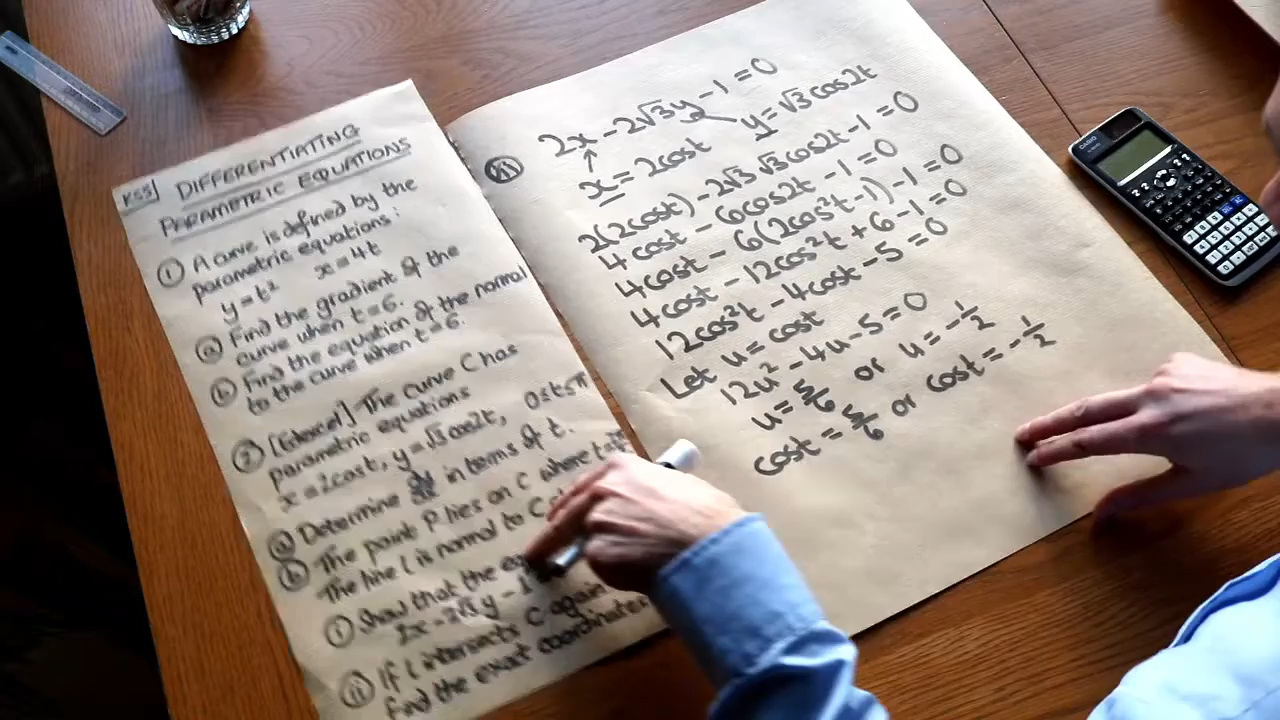 KS5
DIFFERENTIATING
PARAMETRIC EQUATIONS
① A curve is defined by the
parametric equations:
y = t² x = 4t
ⓐ Find the gradient of the
curve when t = 6.
ⓑ Find the equation of the normal
to the curve when t = 6.
② [Edexcel] The curve C has
parametric equations
x = 2cost, y = √3 cos2t, 0≤t≤π
ⓐ Determine dy/dx in terms of t.
ⓑ The point P lies on C where t =
The line l is normal to C
ⓘ Show that the
2x - 2√3y - 1
ⓘⓘ If l intersects C again
find the exact coordinates
2x - 2√3y - 1 = 0
x = 2cost y = √3 cos2t
2(2cost) - 2√3 √3cos2t - 1 = 0
4cost - 6cos2t - 1 = 0
4cost - 6(2cos²t - 1) - 1 = 0
4cost - 12cos²t + 6 - 1 = 0
12cos²t - 4cost - 5 = 0
Let u = cost
12u² - 4u - 5 = 0
u = 5/6 or u = -1/2
cost = 5/6 or cost = -1/2
CASIO